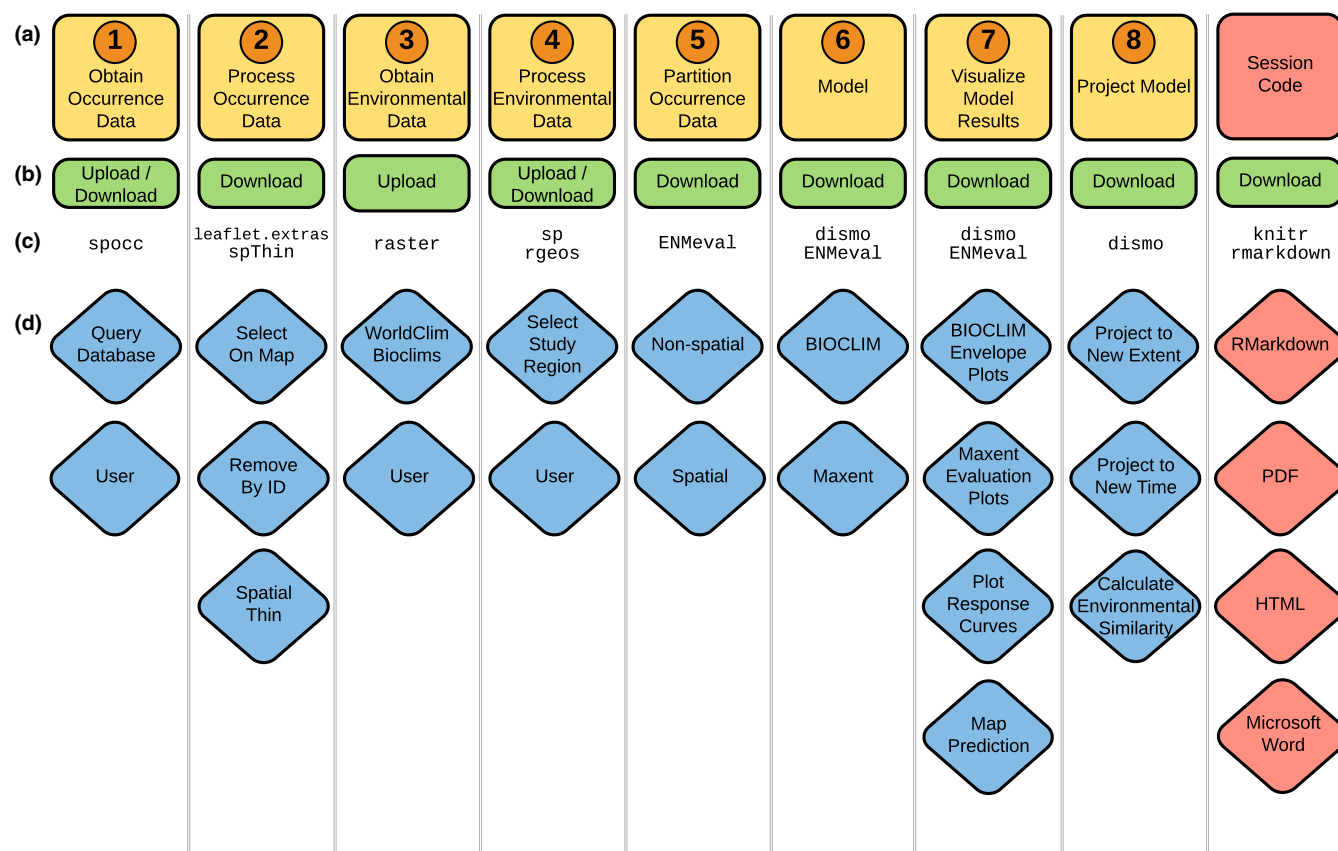 (a)
1
Obtain
Occurrence
Data
2
Process
Occurrence
Data
3
Obtain
Environmental
Data
4
Process
Environmental
Data
5
Partition
Occurrence
Data
6
Model
7
Visualize
Model
Results
8
Project Model
Session
Code
(b)
Upload /
Download
Download
Upload
Upload /
Download
Download
Download
Download
Download
Download
(c)
spocc
leaflet.extras
spThin
raster
sp
rgeos
ENMeval
dismo
ENMeval
dismo
ENMeval
dismo
knitr
rmarkdown
(d)
Query
Database
Select
On Map
WorldClim
Bioclims
Select
Study
Region
Non-spatial
BIOCLIM
BIOCLIM
Envelope
Plots
Project to
New Extent
RMarkdown
User
Remove
By ID
User
User
Spatial
Maxent
Maxent
Evaluation
Plots
Project to
New Time
PDF
Spatial
Thin
Plot
Response
Curves
Calculate
Environmental
Similarity
HTML
Map
Prediction
Microsoft
Word